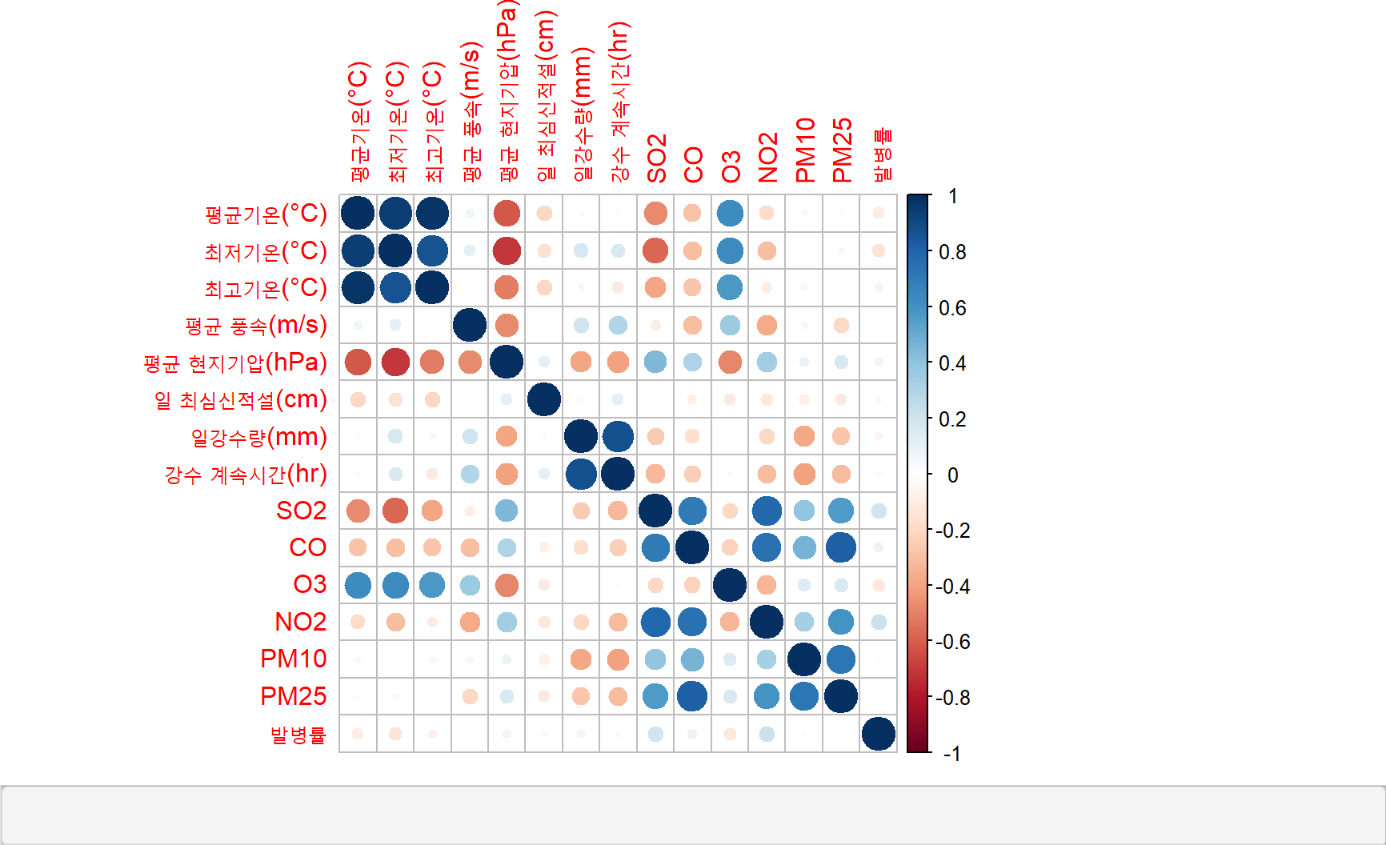 평균기온(°C)
최저기온(°C)
최고기온(°C)
평균 풍속(m/s)
평균 현지기압(hPa)
일 최심신적설(cm)
일강수량(mm)
강수 계속시간(hr)
SO2
CO
O3
NO2
PM10
PM25
발병률
평균기온(°C)
최저기온(°C)
최고기온(°C)
평균 풍속(m/s)
평균 현지기압(hPa)
일 최심신적설(cm)
일강수량(mm)
강수 계속시간(hr)
SO2
CO
O3
NO2
PM10
PM25
발병률
1
0.8
0.6
0.4
0.2
0
-0.2
-0.4
-0.6
-0.8
-1